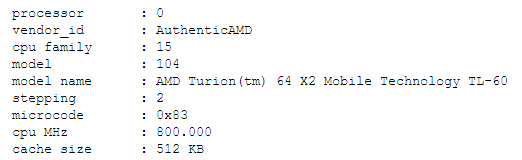 processor : 0
vendor_id : AuthenticAMD
cpu family : 15
model : 104
model name : AMD Turion(tm) 64 X2 Mobile Technology TL-60
stepping : 2
microcode : 0x83
cpu MHz : 800.000
cache size : 512 KB